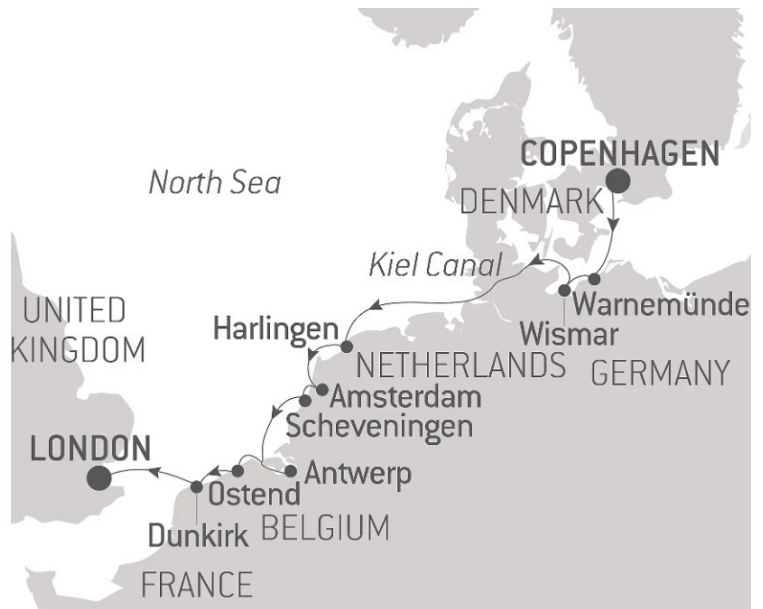 COPENHAGEN
North Sea
DENMARK
Kiel Canal
Warnemünde
UNITED
KINGDOM
Harlingen
Wismar
NETHERLANDS
GERMANY
Amsterdam
Scheveningen
LONDON
Antwerp
Ostend
Dunkirk
BELGIUM
FRANCE